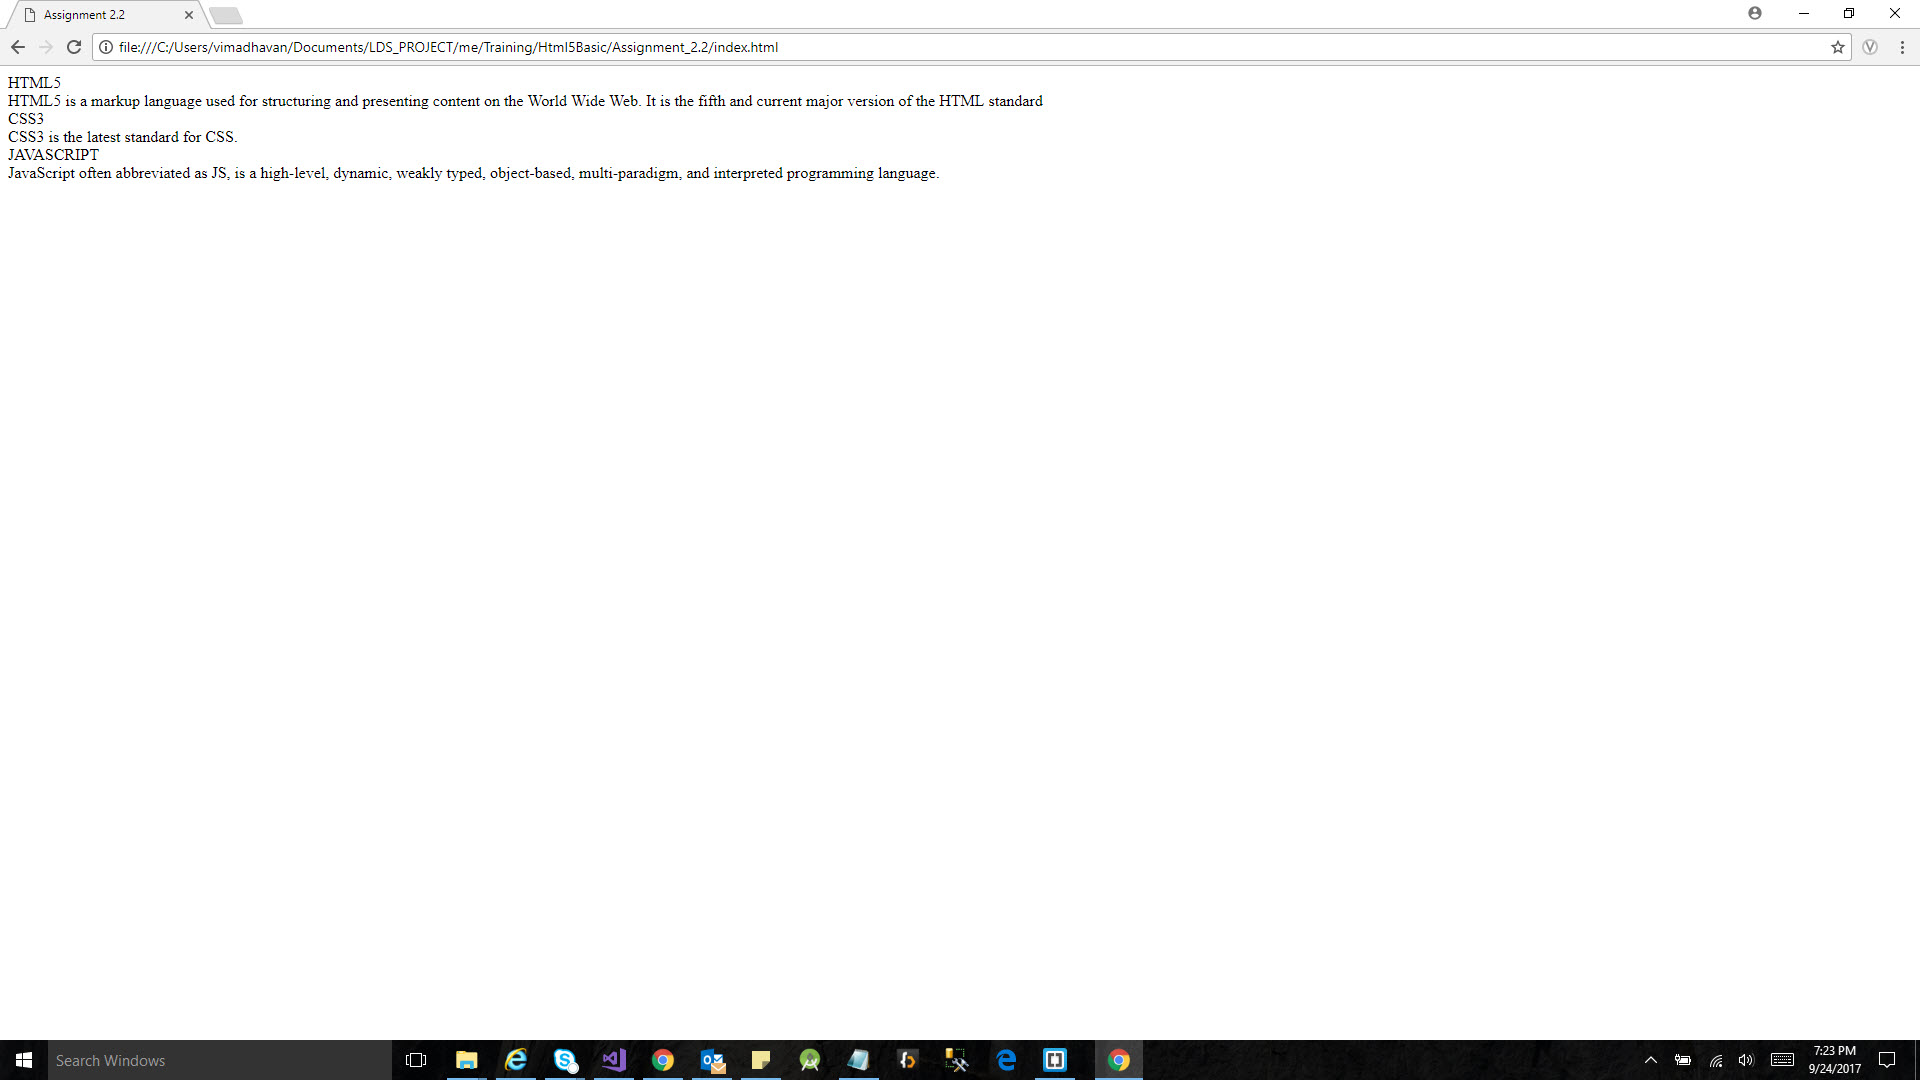 Assignment 2.2
file:///C:/Users/vimadhavan/Documents/LDS_PROJECT/me/Training/Html5Basic/Assignment_2.2/index.html
HTML5
HTML5 is a markup language used for structuring and presenting content on the World Wide Web. It is the fifth and current major version of the HTML standard
CSS3
CSS3 is the latest standard for CSS.
JAVASCRIPT
JavaScript often abbreviated as JS, is a high-level, dynamic, weakly typed, object-based, multi-paradigm, and interpreted programming language.
Search Windows
7:23 PM
9/24/2017